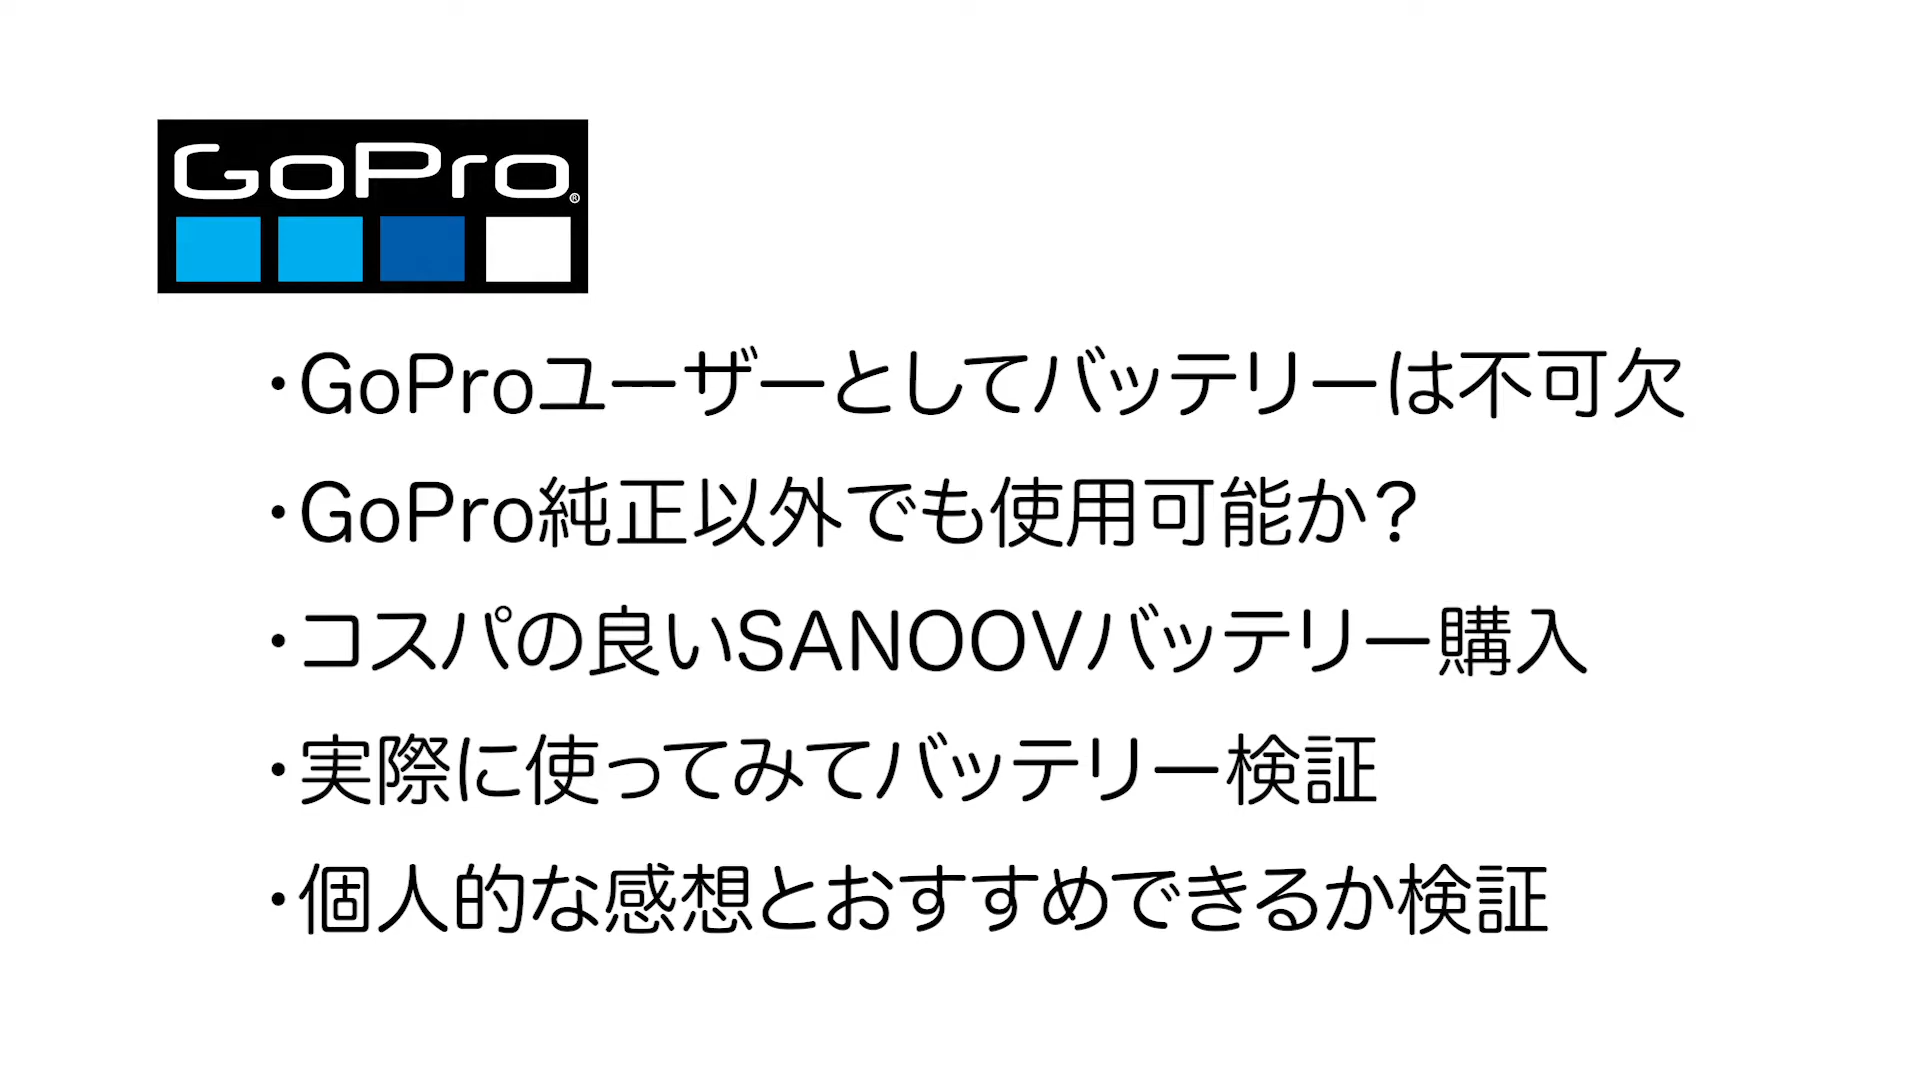 GoPro®
・GoProユーザーとしてバッテリーは不可欠
・GoPro純正以外でも使用可能か？
・コスパの良いSANOOVバッテリー購入
・実際に使ってみてバッテリー検証
・個人的な感想とおすすめできるか検証